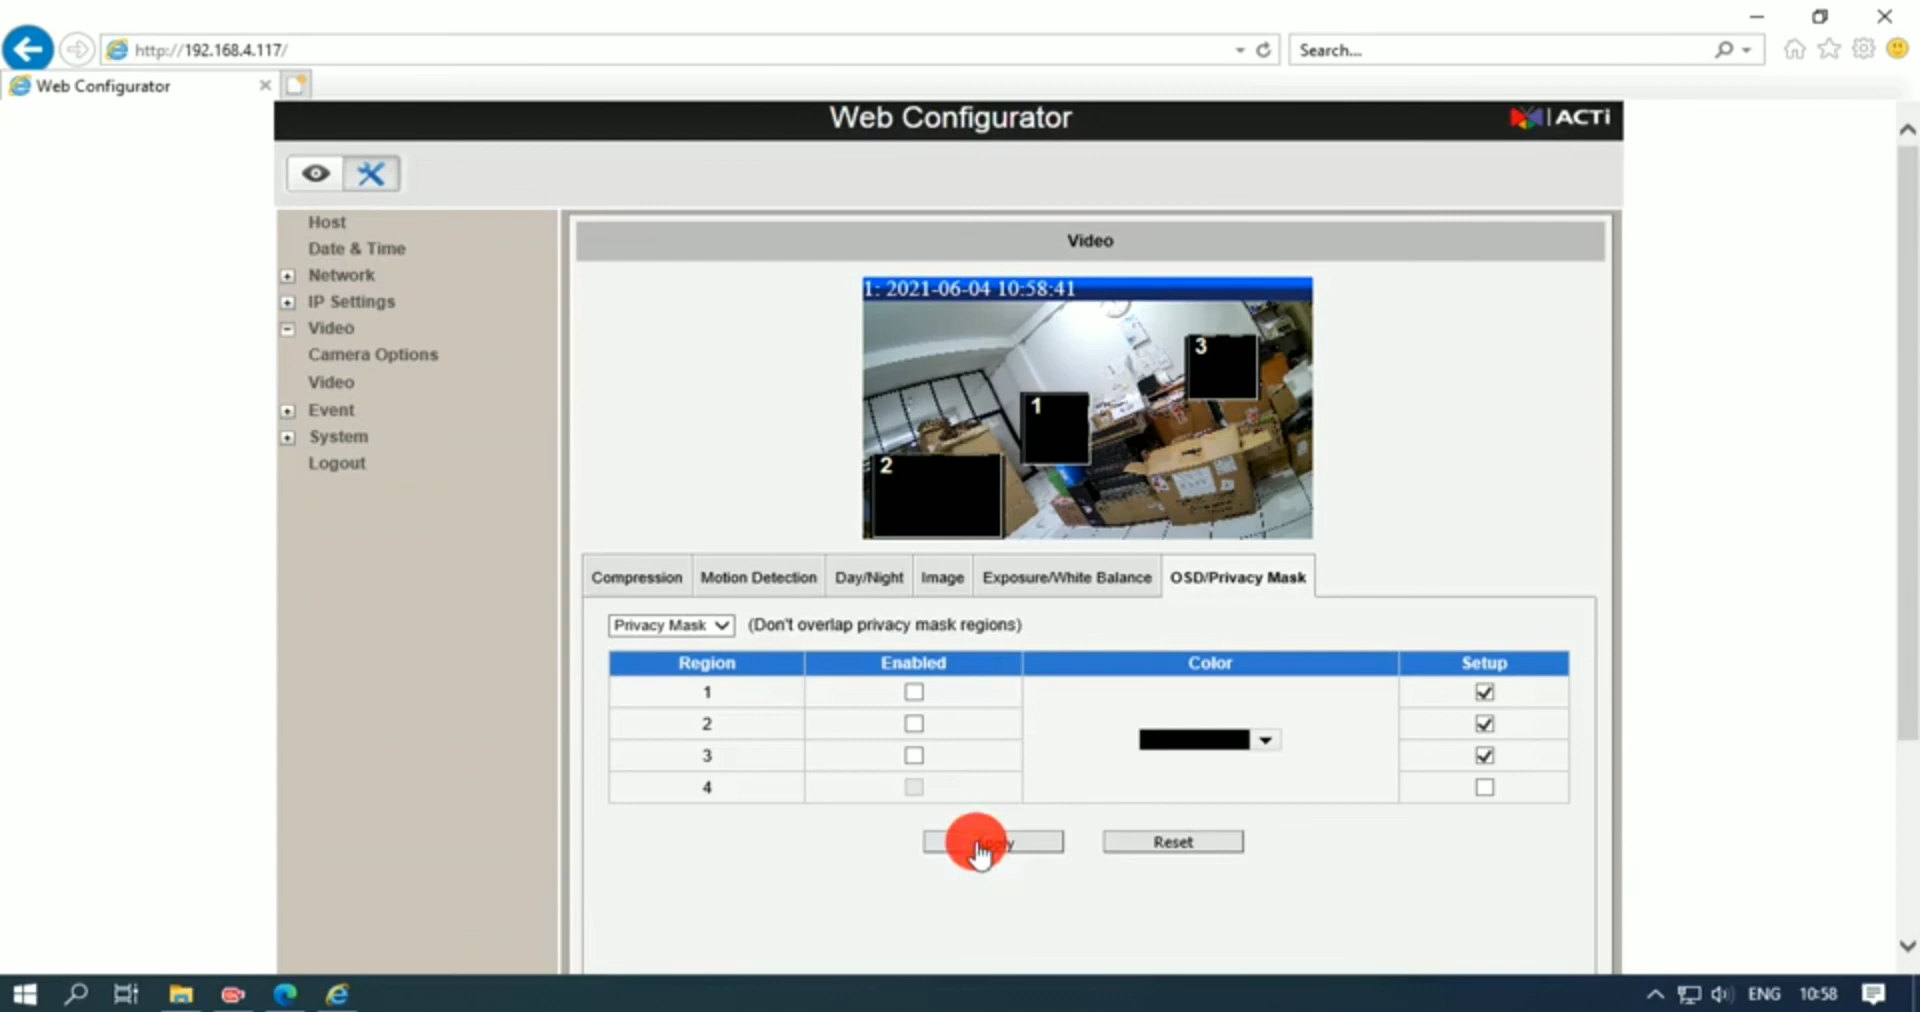 http://192.168.4.117/
Search...
Web Configurator
Web Configurator
ACTi
Host
Date & Time
Network
IP Settings
Video
Camera Options
Video
Event
System
Logout
Video
1: 2021-06-04 10:58:41
3
1
2
Compression Motion Detection Day/Night Image Exposure/White Balance OSD/Privacy Mask
Privacy Mask (Don't overlap privacy mask regions)
Region Enabled Color Setup
1
2
3
4
Reset
ENG 10:58